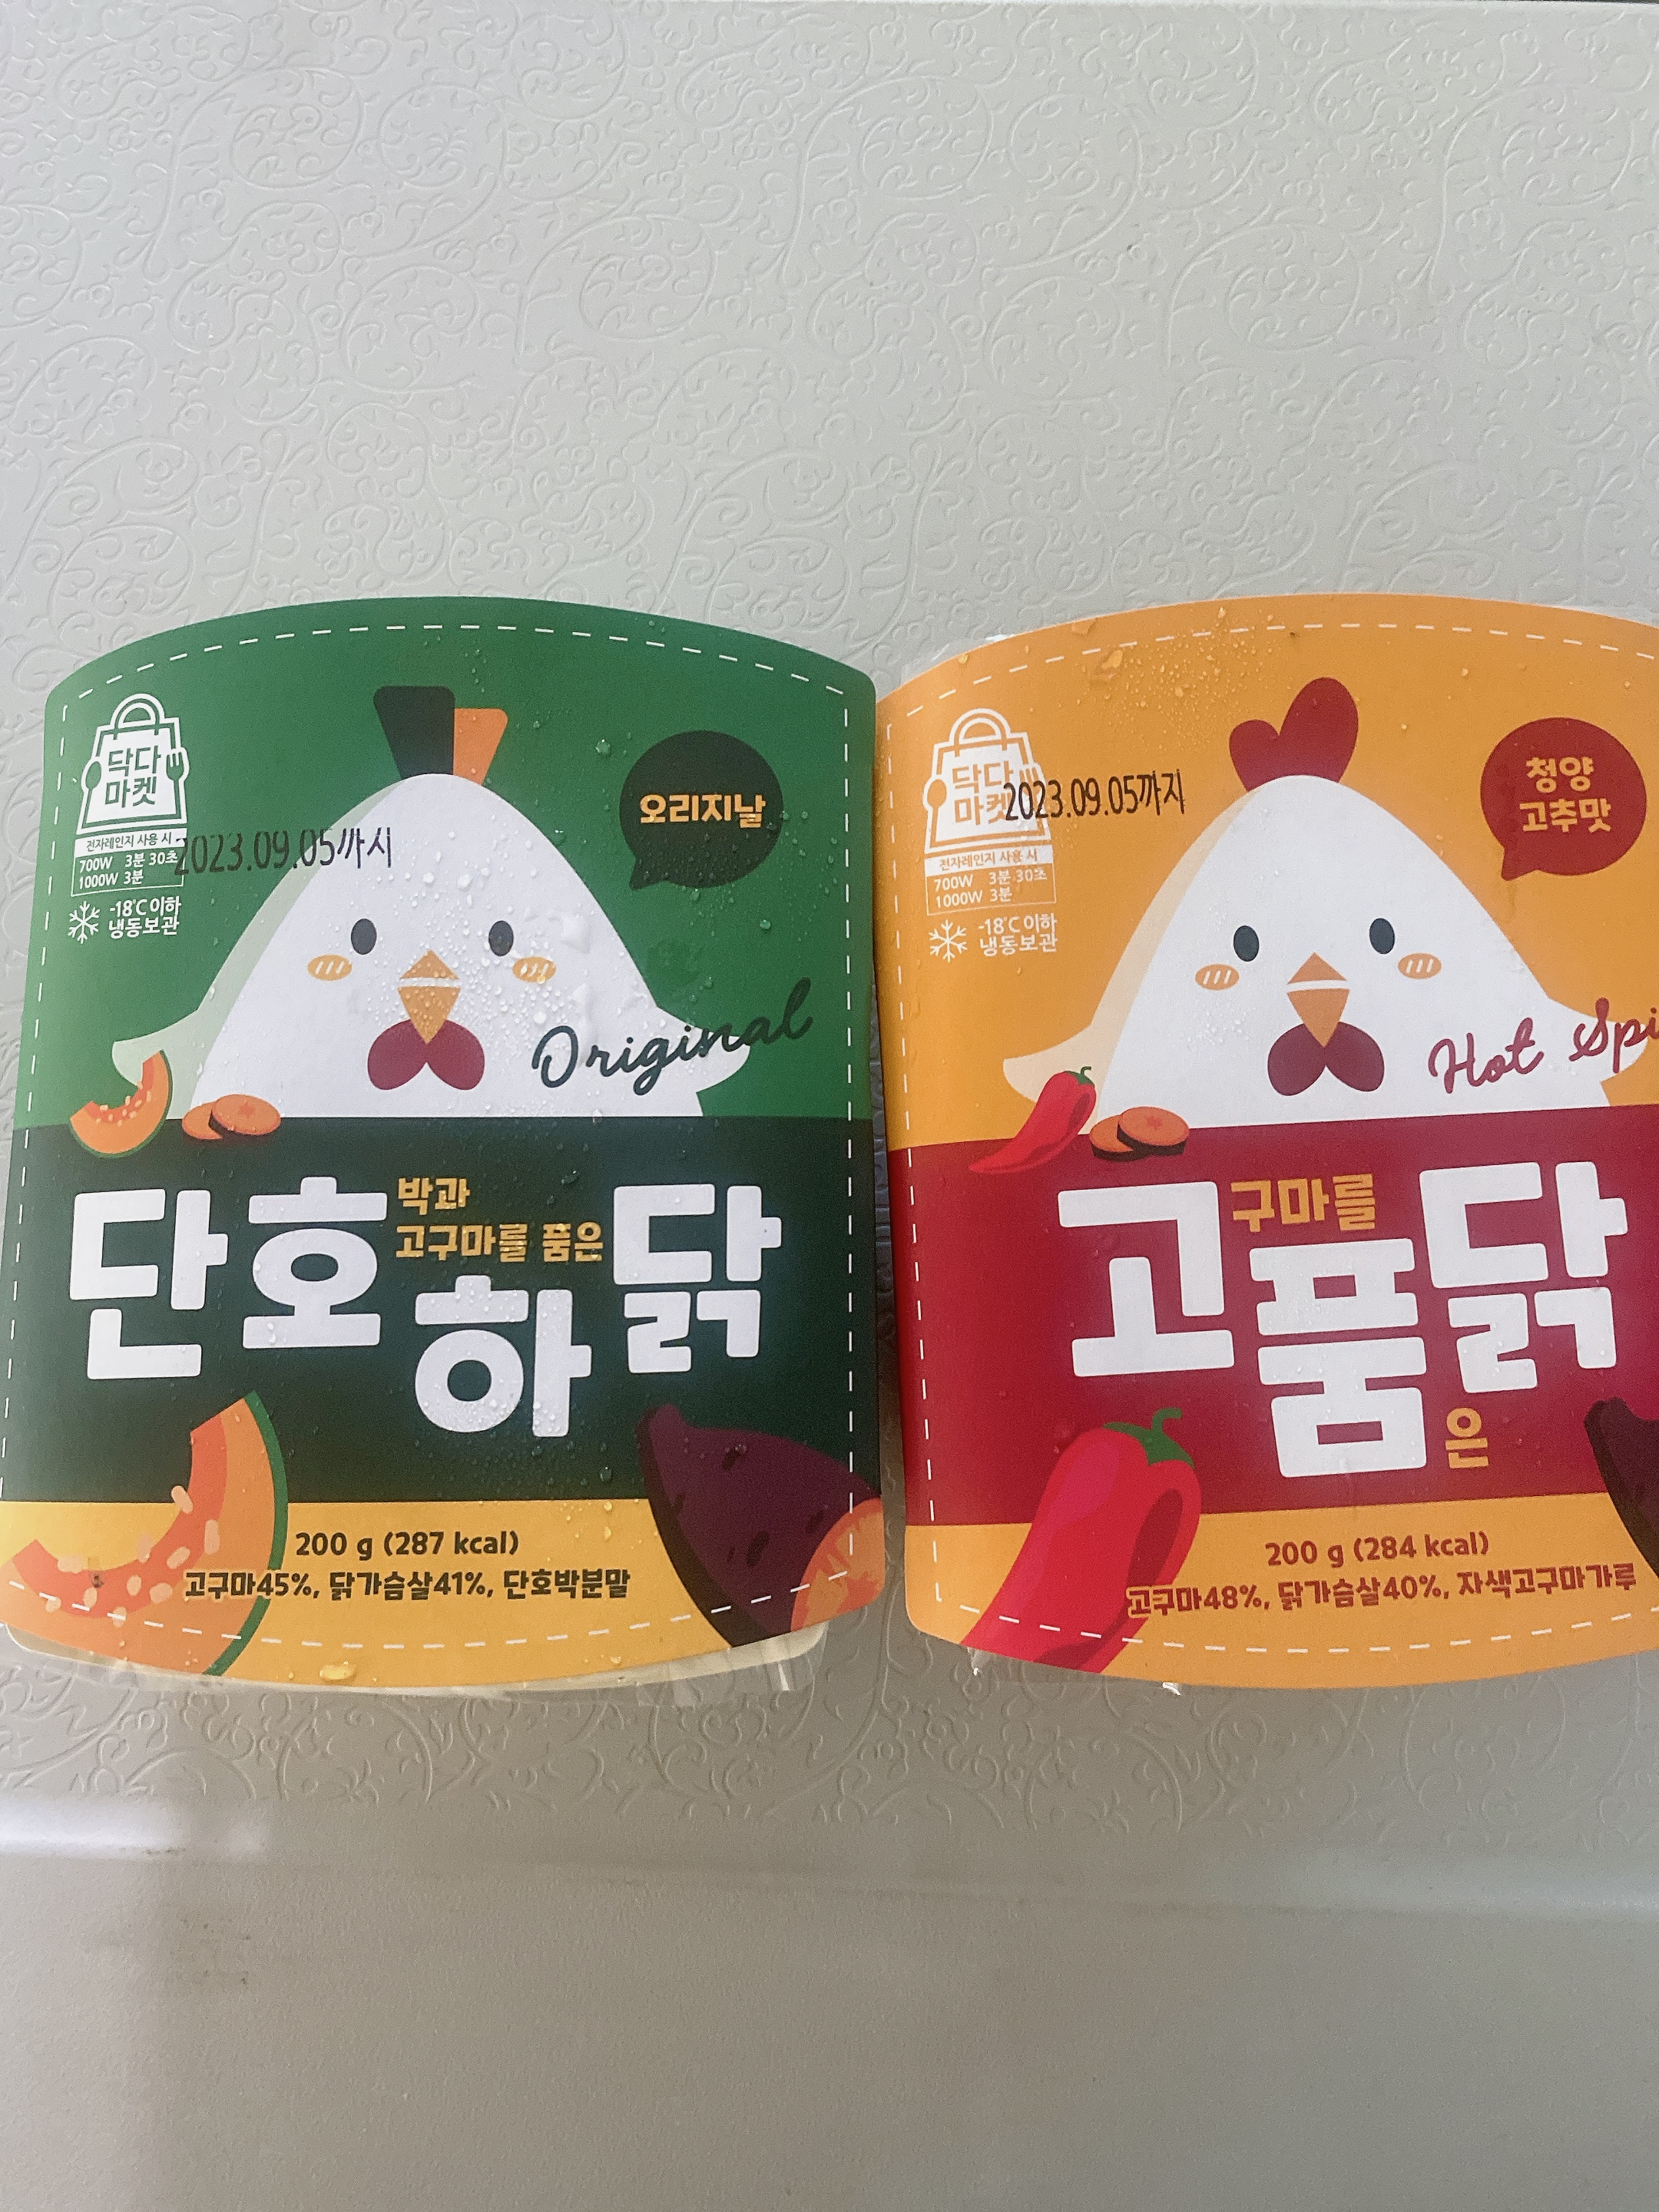 닥다
마켓
전자레인지 사용 시
700W 3분 30초
1000W 3분
-18℃ 이하
냉동보관
2023.09.05까지
오리지날
Original
단호박과
고구마를 품은
하닭
200 g (287 kcal)
고구마45%, 닭가슴살41%, 단호박분말
닥다
마켓
2023.09.05까지
전자레인지 사용 시
700W 3분 30초
1000W 3분
-18℃ 이하
냉동보관
청양
고추맛
Hot Spi
고구마를
품은 닭
200 g (284 kcal)
고구마48%, 닭가슴살40%, 자색고구마가루